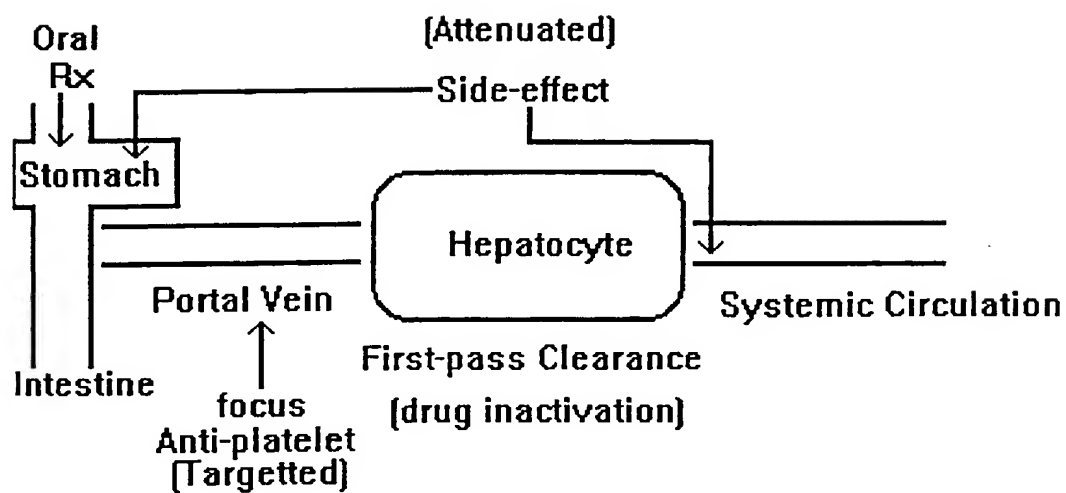 Oral
Rx
(Attenuated)
Side-effect
Stomach
Hepatocyte
Portal Vein
Systemic Circulation
Intestine
First-pass Clearance
(drug inactivation)
focus
Anti-platelet
(Targetted)